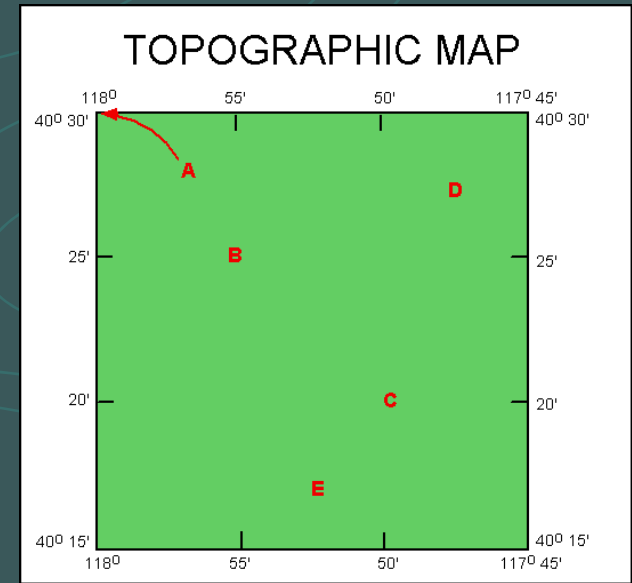 TOPOGRAPHIC MAP
118⁰ 55' 50' 117⁰ 45'
40⁰ 30' 40⁰ 30'
A
D
25' B 25'
20' C 20'
E
40⁰ 15' 40⁰ 15'
118⁰ 55' 50' 117⁰ 45'